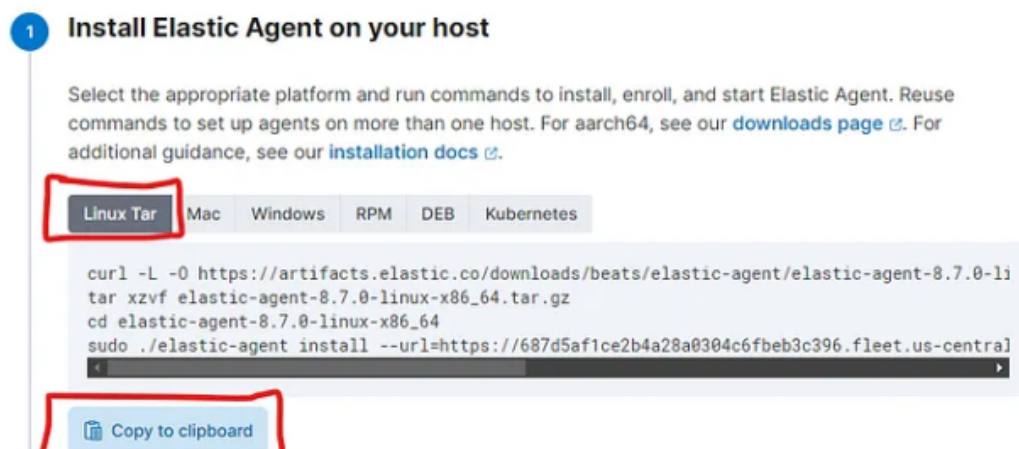 1
Install Elastic Agent on your host
Select the appropriate platform and run commands to install, enroll, and start Elastic Agent. Reuse
commands to set up agents on more than one host. For aarch64, see our downloads page. For
additional guidance, see our installation docs.
Linux Tar Mac Windows RPM DEB Kubernetes
curl -L -O https://artifacts.elastic.co/downloads/beats/elastic-agent/elastic-agent-8.7.0-li
tar xzvf elastic-agent-8.7.0-linux-x86_64.tar.gz
cd elastic-agent-8.7.0-linux-x86_64
sudo ./elastic-agent install --url=https://687d5af1ce2b4a28a0304c6fbeb3c396.fleet.us-central
Copy to clipboard